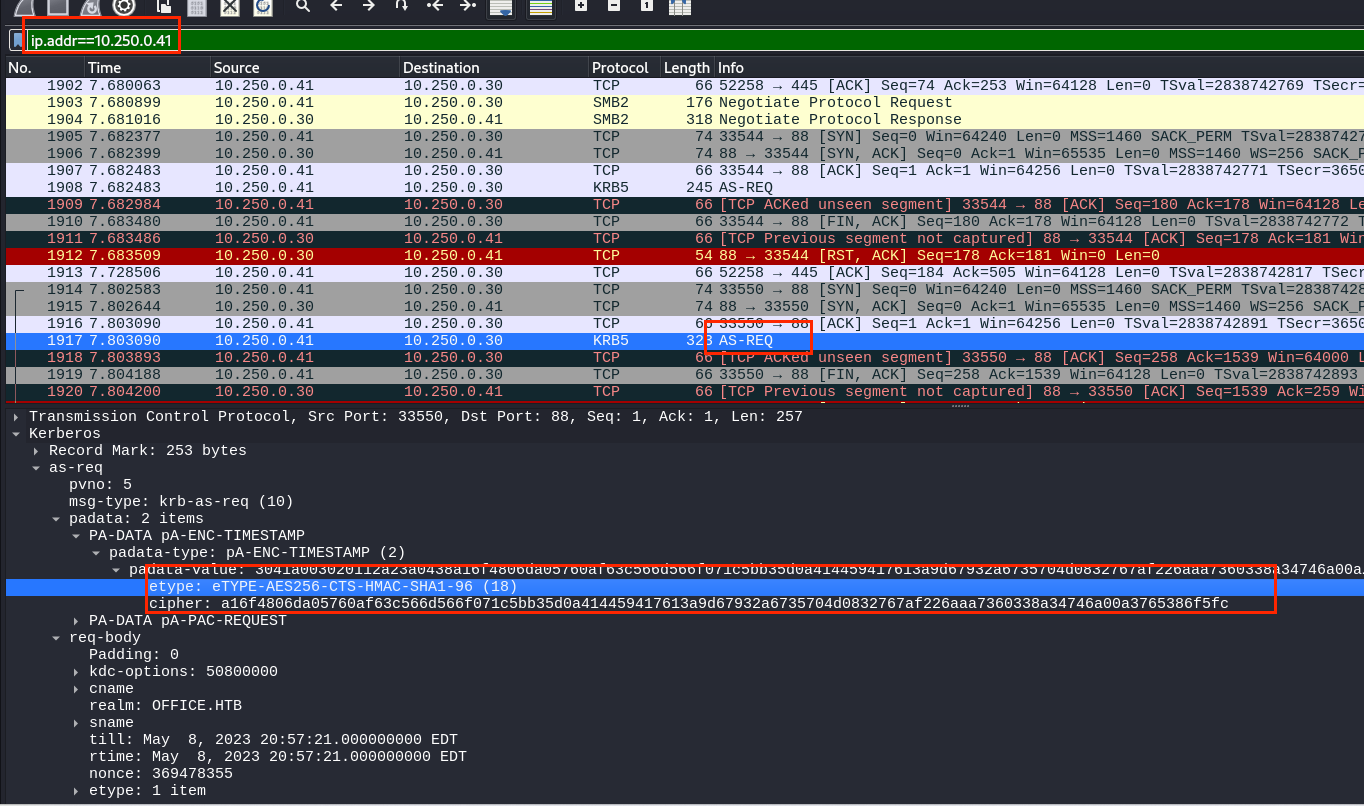 ip.addr==10.250.0.41
No. Time Source Destination Protocol Length Info
1902 7.680063 10.250.0.41 10.250.0.30 TCP 66 52258 → 445 [ACK] Seq=74 Ack=253 Win=64128 Len=0 TSval=2838742769 TSecr=
1903 7.680899 10.250.0.41 10.250.0.30 SMB2 176 Negotiate Protocol Request
1904 7.681016 10.250.0.30 10.250.0.41 SMB2 318 Negotiate Protocol Response
1905 7.682377 10.250.0.41 10.250.0.30 TCP 74 33544 → 88 [SYN] Seq=0 Win=64240 Len=0 MSS=1460 SACK_PERM TSval=28387427
1906 7.682399 10.250.0.30 10.250.0.41 TCP 74 88 → 33544 [SYN, ACK] Seq=0 Ack=1 Win=65535 Len=0 MSS=1460 WS=256 SACK_P
1907 7.682483 10.250.0.41 10.250.0.30 TCP 66 33544 → 88 [ACK] Seq=1 Ack=1 Win=64256 Len=0 TSval=2838742771 TSecr=3650
1908 7.682483 10.250.0.41 10.250.0.30 KRB5 245 AS-REQ
1909 7.682984 10.250.0.41 10.250.0.30 TCP 66 [TCP ACKed unseen segment] 33544 → 88 [ACK] Seq=180 Ack=178 Win=64128 Le
1910 7.683480 10.250.0.41 10.250.0.30 TCP 66 33544 → 88 [FIN, ACK] Seq=180 Ack=178 Win=64128 Len=0 TSval=2838742772 T
1911 7.683486 10.250.0.30 10.250.0.41 TCP 66 [TCP Previous segment not captured] 88 → 33544 [ACK] Seq=178 Ack=181 Win
1912 7.683509 10.250.0.30 10.250.0.41 TCP 54 88 → 33544 [RST, ACK] Seq=178 Ack=181 Win=0 Len=0
1913 7.728506 10.250.0.41 10.250.0.30 TCP 66 52258 → 445 [ACK] Seq=184 Ack=505 Win=64128 Len=0 TSval=2838742817 TSecr
1914 7.802583 10.250.0.41 10.250.0.30 TCP 74 33550 → 88 [SYN] Seq=0 Win=64240 Len=0 MSS=1460 SACK_PERM TSval=28387428
1915 7.802644 10.250.0.30 10.250.0.41 TCP 74 88 → 33550 [SYN, ACK] Seq=0 Ack=1 Win=65535 Len=0 MSS=1460 WS=256 SACK_P
1916 7.803090 10.250.0.41 10.250.0.30 TCP 66 33550 → 88 [ACK] Seq=1 Ack=1 Win=64256 Len=0 TSval=2838742891 TSecr=3650
1917 7.803090 10.250.0.41 10.250.0.30 KRB5 323 AS-REQ
1918 7.803893 10.250.0.41 10.250.0.30 TCP 66 [TCP ACKed unseen segment] 33550 → 88 [ACK] Seq=258 Ack=1539 Win=64000 L
1919 7.804188 10.250.0.41 10.250.0.30 TCP 66 33550 → 88 [FIN, ACK] Seq=258 Ack=1539 Win=64128 Len=0 TSval=2838742893
1920 7.804200 10.250.0.30 10.250.0.41 TCP 66 [TCP Previous segment not captured] 88 → 33550 [ACK] Seq=1539 Ack=259 Wi
Transmission Control Protocol, Src Port: 33550, Dst Port: 88, Seq: 1, Ack: 1, Len: 257
Kerberos
Record Mark: 253 bytes
as-req
pvno: 5
msg-type: krb-as-req (10)
padata: 2 items
PA-DATA pA-ENC-TIMESTAMP
padata-type: pA-ENC-TIMESTAMP (2)
padata-value: 3041a003020112a23a0438a16f4806da05760af63c566d566f071c5bb35d0a414459417613a9d67932a6735704d0832767af226aaa7360338a34746a00a
etype: eTYPE-AES256-CTS-HMAC-SHA1-96 (18)
cipher: a16f4806da05760af63c566d566f071c5bb35d0a414459417613a9d67932a6735704d0832767af226aaa7360338a34746a00a3765386f5fc
PA-DATA pA-PAC-REQUEST
req-body
Padding: 0
kdc-options: 50800000
cname
realm: OFFICE.HTB
sname
till: May  8, 2023 20:57:21.000000000 EDT
rtime: May  8, 2023 20:57:21.000000000 EDT
nonce: 369478355
etype: 1 item